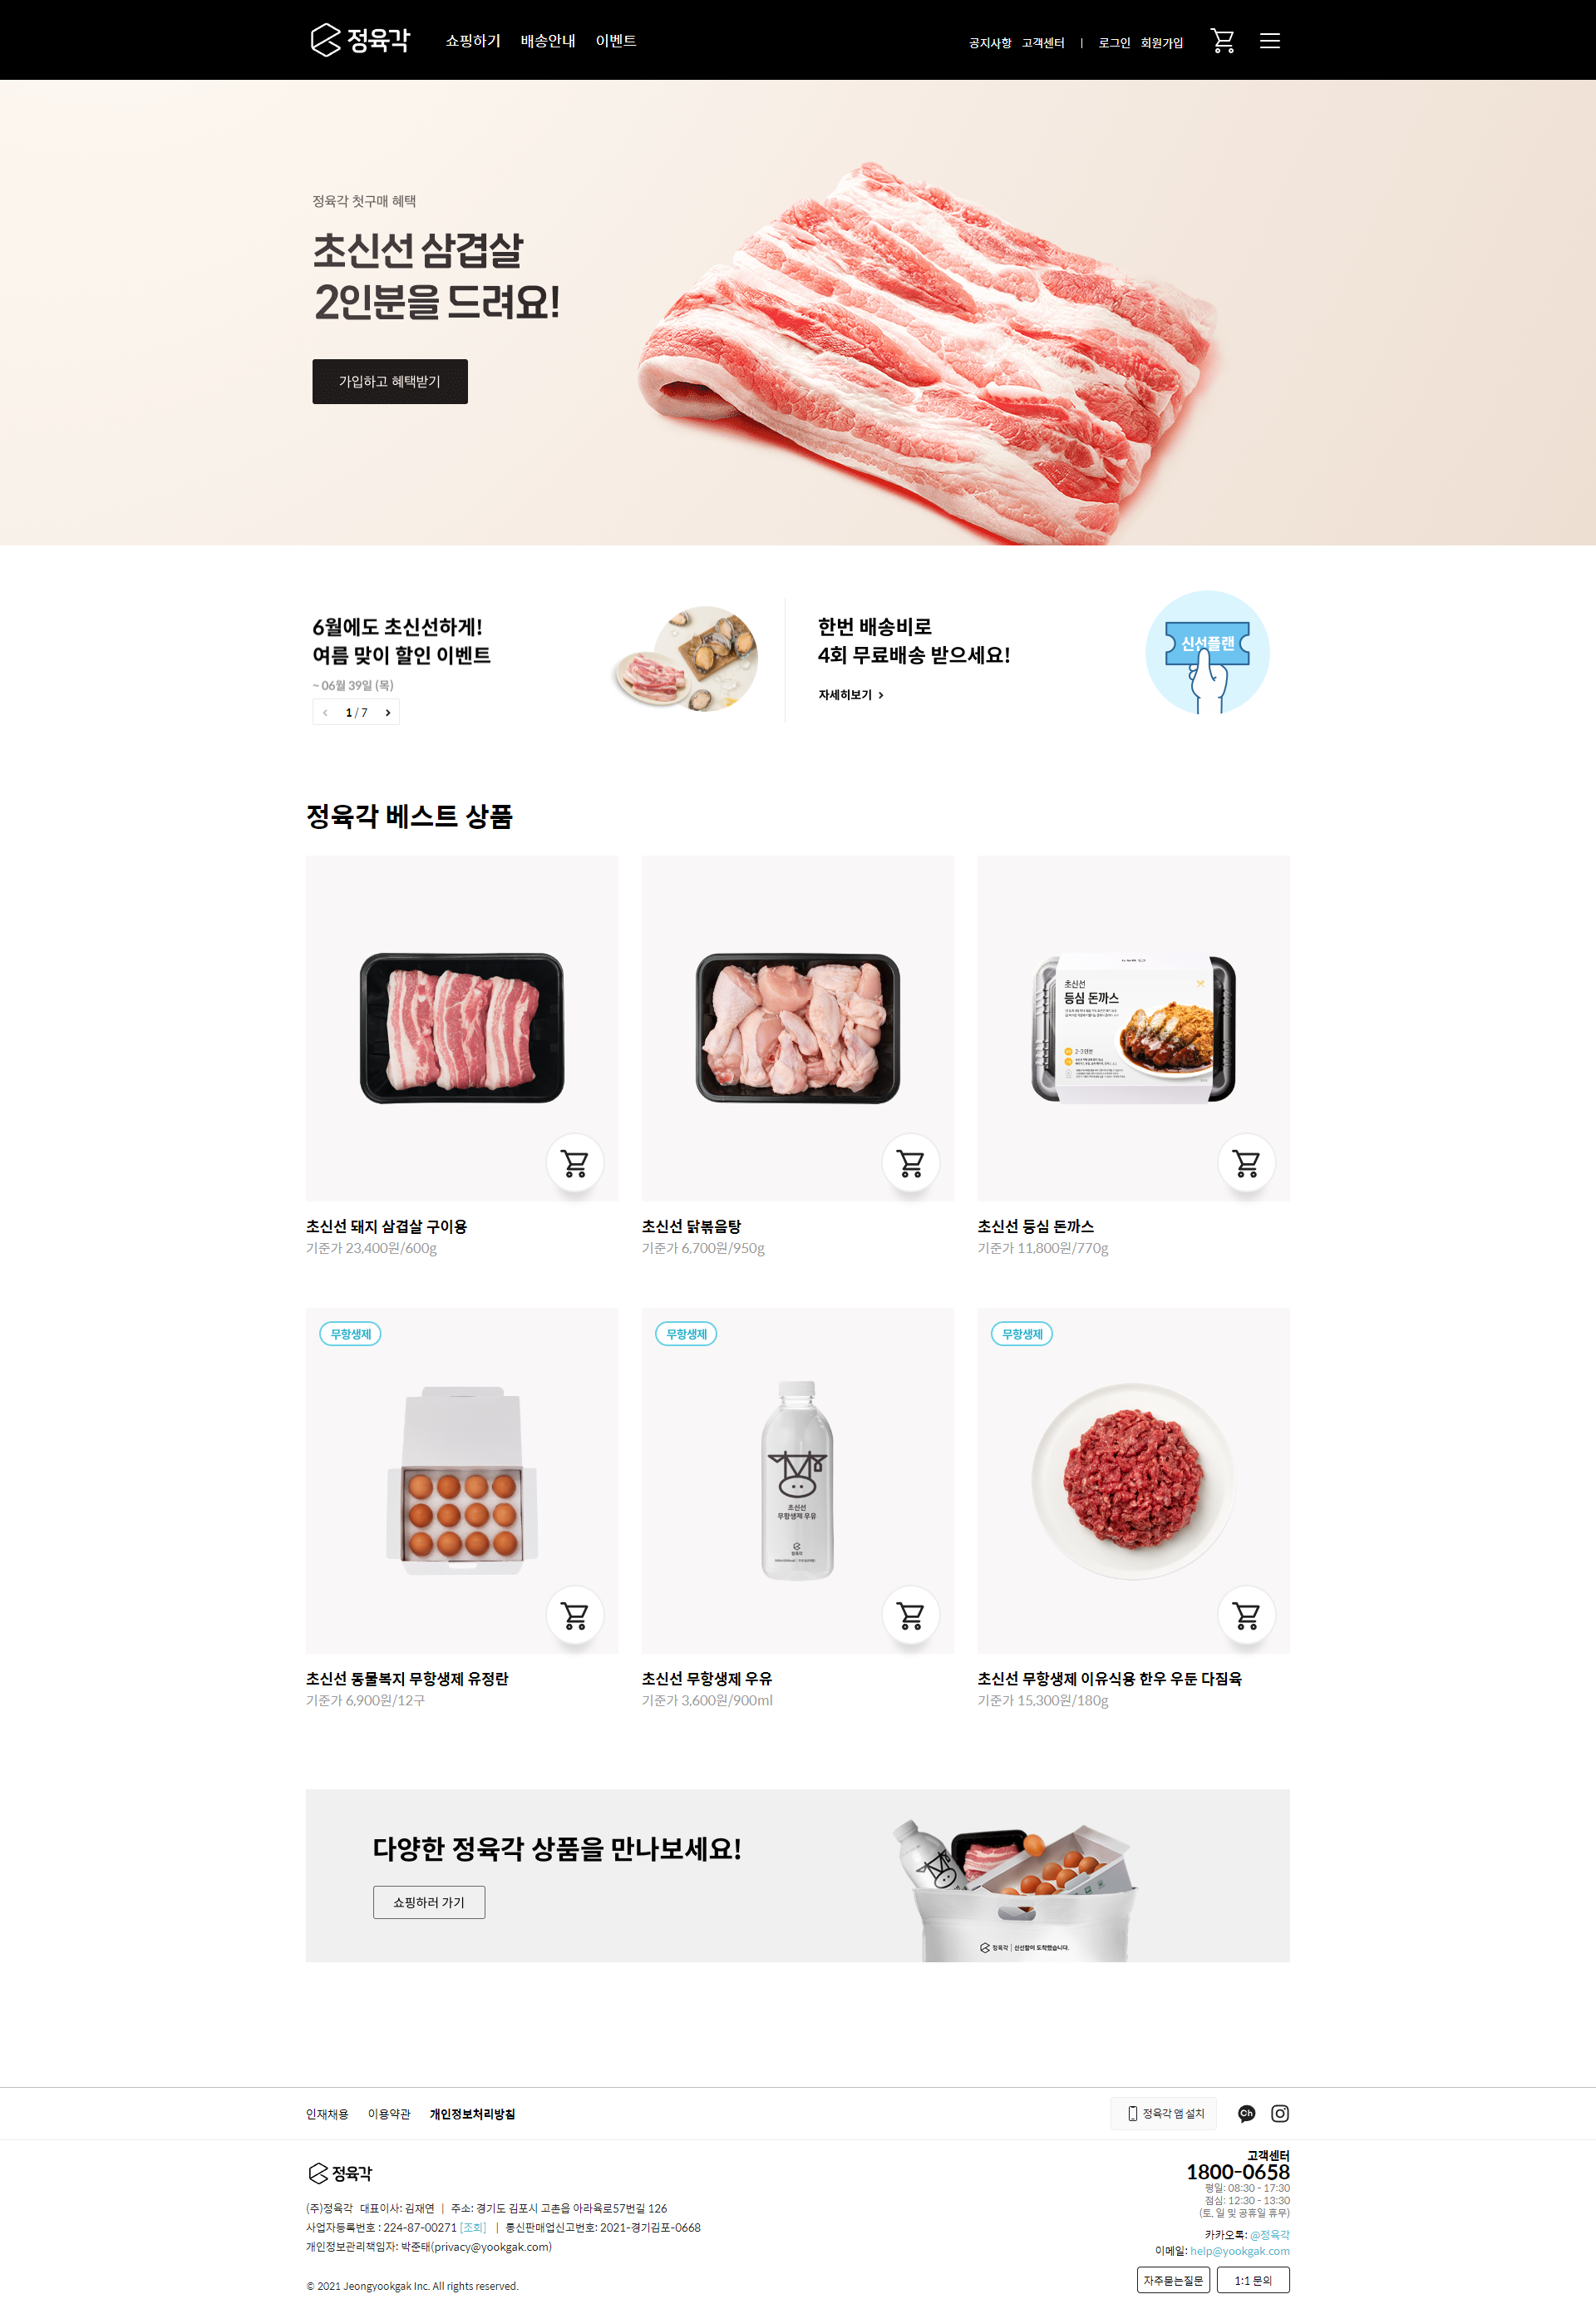 정육각
쇼핑하기 배송안내 이벤트
공지사항 고객센터 | 로그인 회원가입
정육각 첫구매 혜택
초신선 삼겹살
2인분을 드려요!
가입하고 혜택받기
6월에도 초신선하게!
여름 맞이 할인 이벤트
~ 06월 39일 (목)
1 / 7
한번 배송비로
4회 무료배송 받으세요!
자세히보기
신선플랜
정육각 베스트 상품
초신선
등심 돈까스
2-3인분
초신선 돼지 삼겹살 구이용
기준가 23,400원/600g
초신선 닭볶음탕
기준가 6,700원/950g
초신선 등심 돈까스
기준가 11,800원/770g
무항생제
무항생제
무항생제
초신선
무항생제 우유
정육각
초신선 동물복지 무항생제 유정란
기준가 6,900원/12구
초신선 무항생제 우유
기준가 3,600원/900ml
초신선 무항생제 이유식용 한우 우둔 다짐육
기준가 15,300원/180g
다양한 정육각 상품을 만나보세요!
쇼핑하러 가기
정육각 | 신선함이 도착했습니다.
인재채용 이용약관 개인정보처리방침
정육각 앱 설치
Ch
정육각
(주)정육각 대표이사: 김재연 | 주소: 경기도 김포시 고촌읍 아라육로57번길 126
사업자등록번호 : 224-87-00271 [조회] | 통신판매업신고번호: 2021-경기김포-0668
개인정보관리책임자: 박준태(privacy@yookgak.com)
© 2021 Jeongyookgak Inc. All rights reserved.
고객센터
1800-0658
평일: 08:30 - 17:30
점심: 12:30 - 13:30
(토, 일 및 공휴일 휴무)
카카오톡: @정육각
이메일: help@yookgak.com
자주묻는질문
1:1 문의